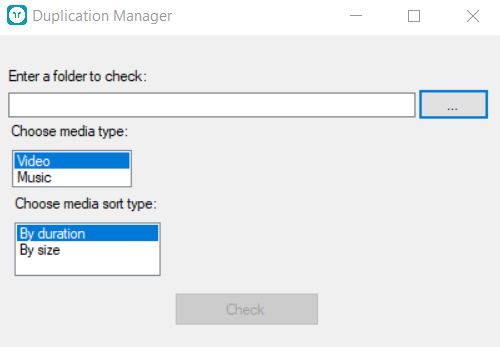 Duplication Manager
Enter a folder to check:
...
Choose media type:
Video
Music
Choose media sort type:
By duration
By size
Check